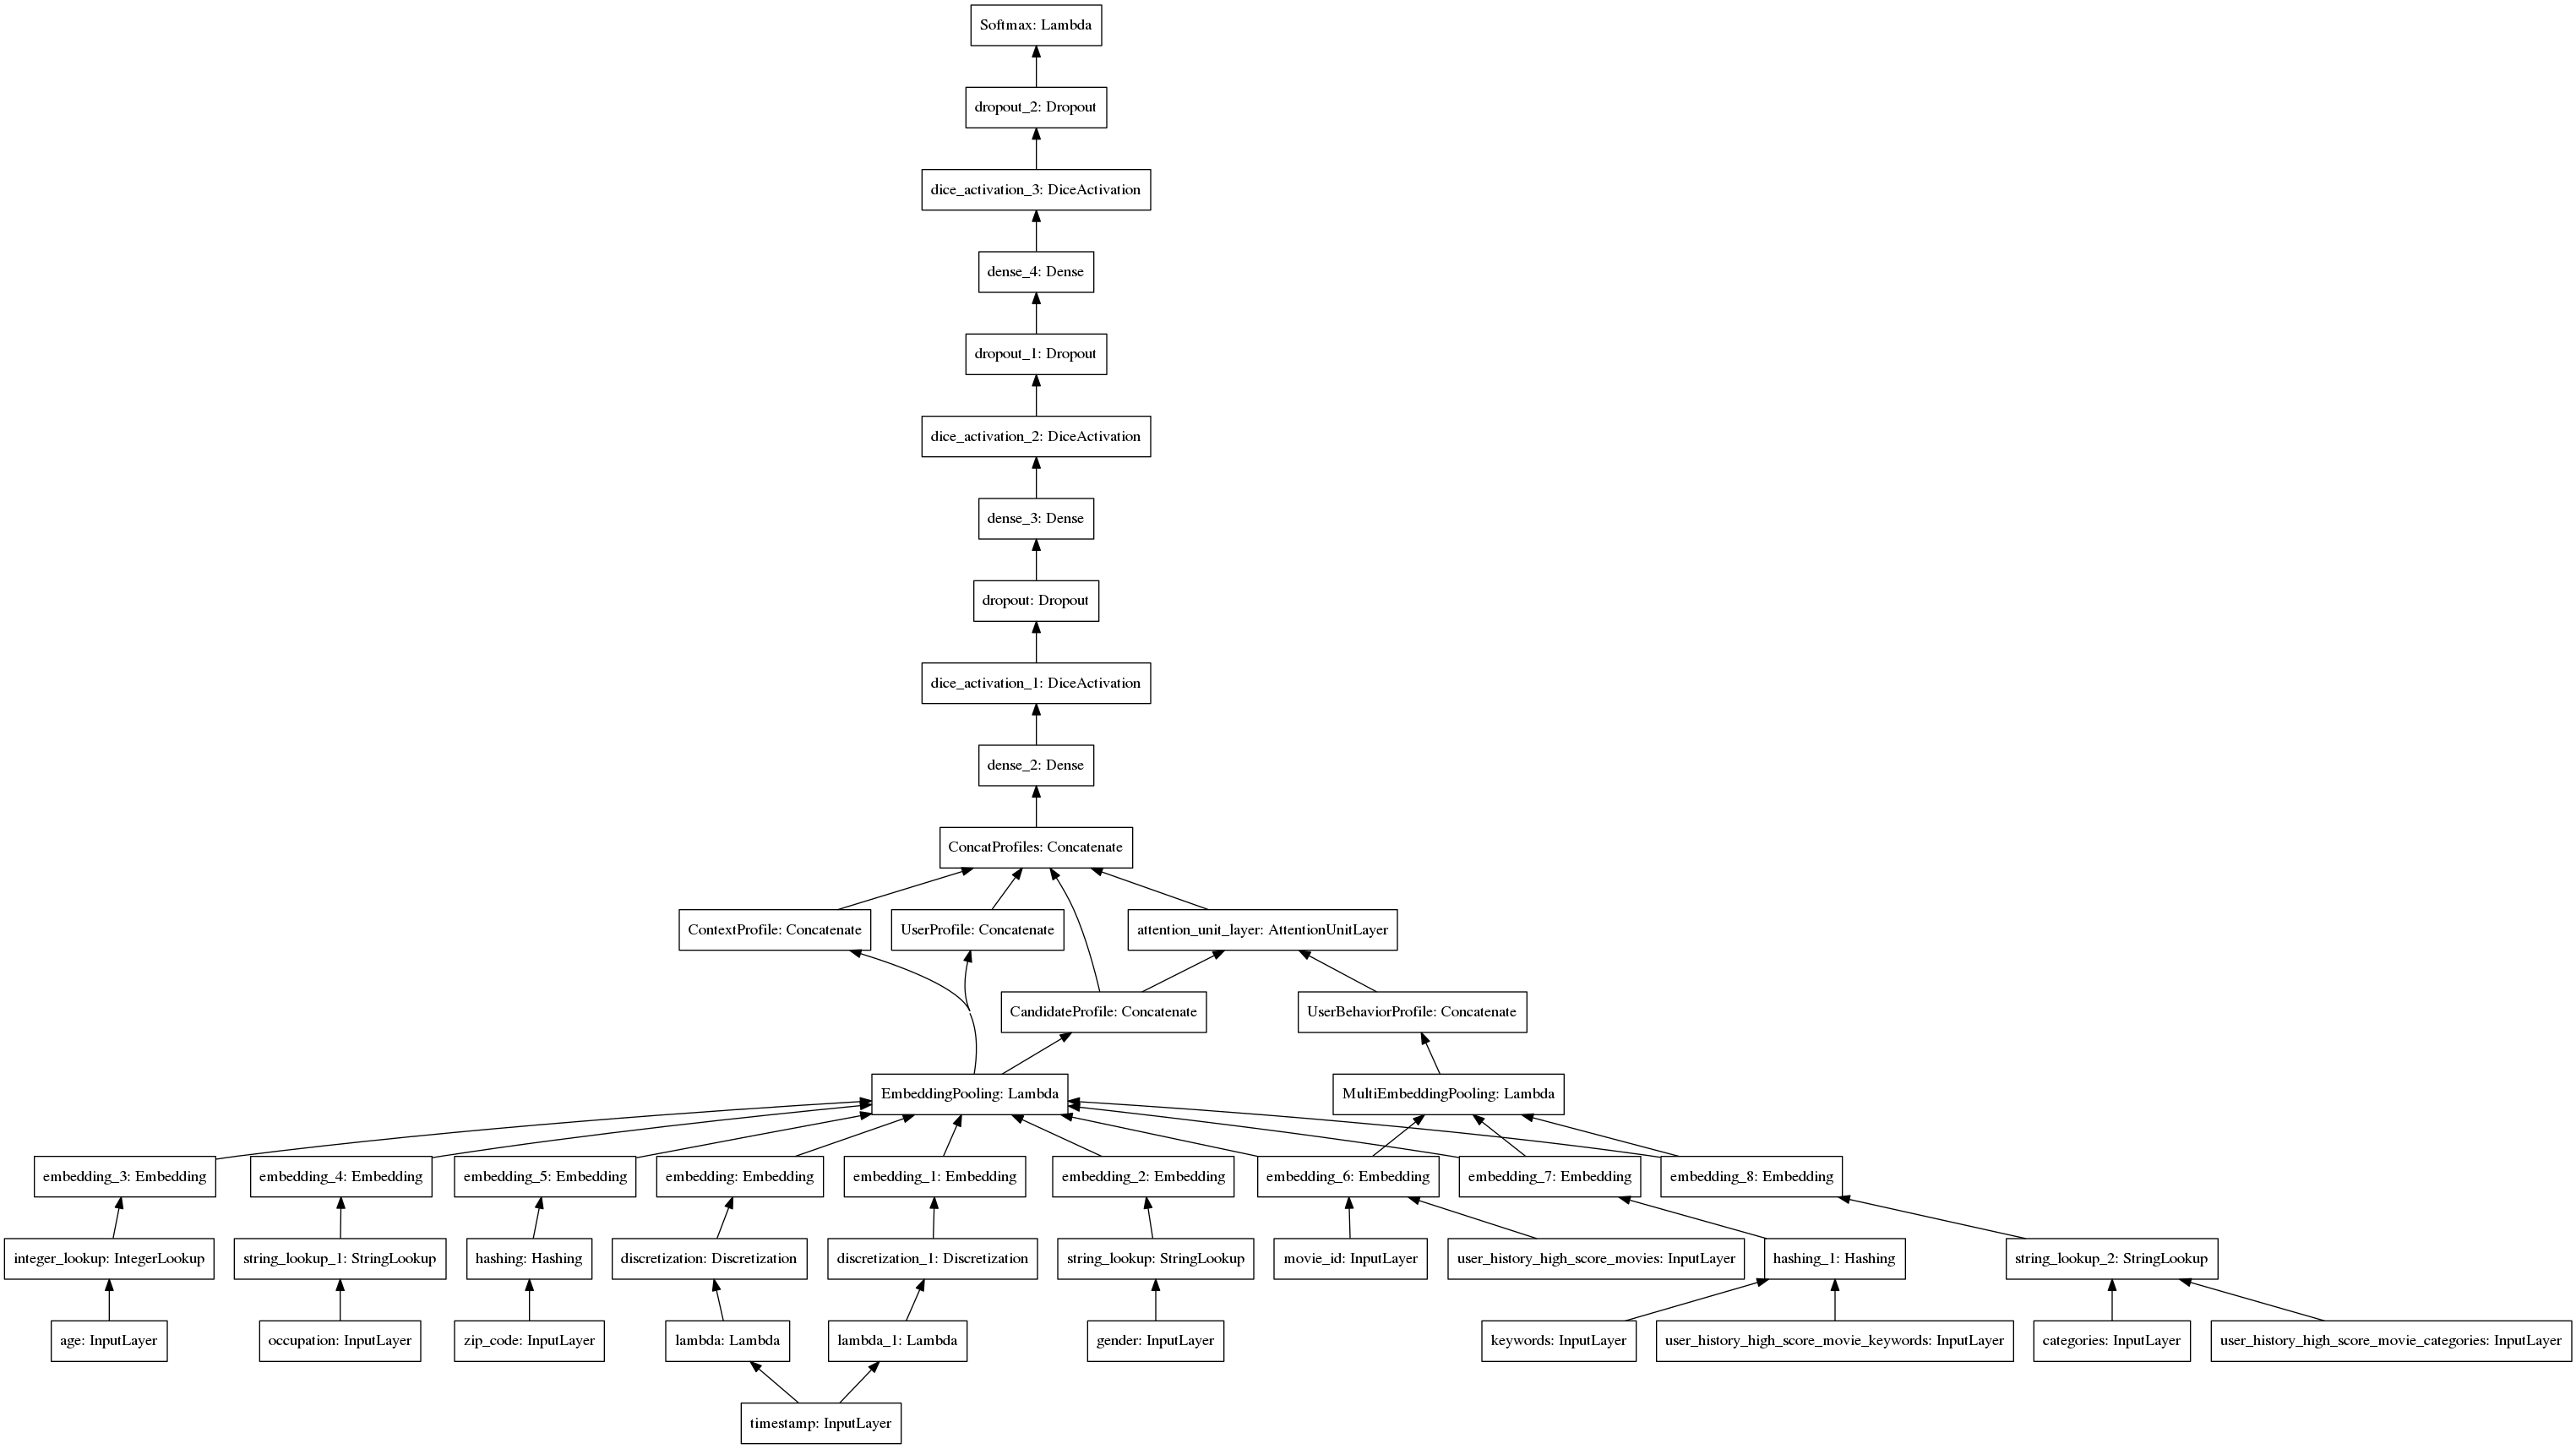 Softmax: Lambda
dropout_2: Dropout
dice_activation_3: DiceActivation
dense_4: Dense
dropout_1: Dropout
dice_activation_2: DiceActivation
dense_3: Dense
dropout: Dropout
dice_activation_1: DiceActivation
dense_2: Dense
ConcatProfiles: Concatenate
ContextProfile: Concatenate
UserProfile: Concatenate
attention_unit_layer: AttentionUnitLayer
CandidateProfile: Concatenate
UserBehaviorProfile: Concatenate
EmbeddingPooling: Lambda
MultiEmbeddingPooling: Lambda
embedding_3: Embedding
embedding_4: Embedding
embedding_5: Embedding
embedding: Embedding
embedding_1: Embedding
embedding_2: Embedding
embedding_6: Embedding
embedding_7: Embedding
embedding_8: Embedding
integer_lookup: IntegerLookup
string_lookup_1: StringLookup
hashing: Hashing
discretization: Discretization
discretization_1: Discretization
string_lookup: StringLookup
movie_id: InputLayer
user_history_high_score_movies: InputLayer
hashing_1: Hashing
string_lookup_2: StringLookup
age: InputLayer
occupation: InputLayer
zip_code: InputLayer
lambda: Lambda
lambda_1: Lambda
gender: InputLayer
keywords: InputLayer
user_history_high_score_movie_keywords: InputLayer
categories: InputLayer
user_history_high_score_movie_categories: InputLayer
timestamp: InputLayer